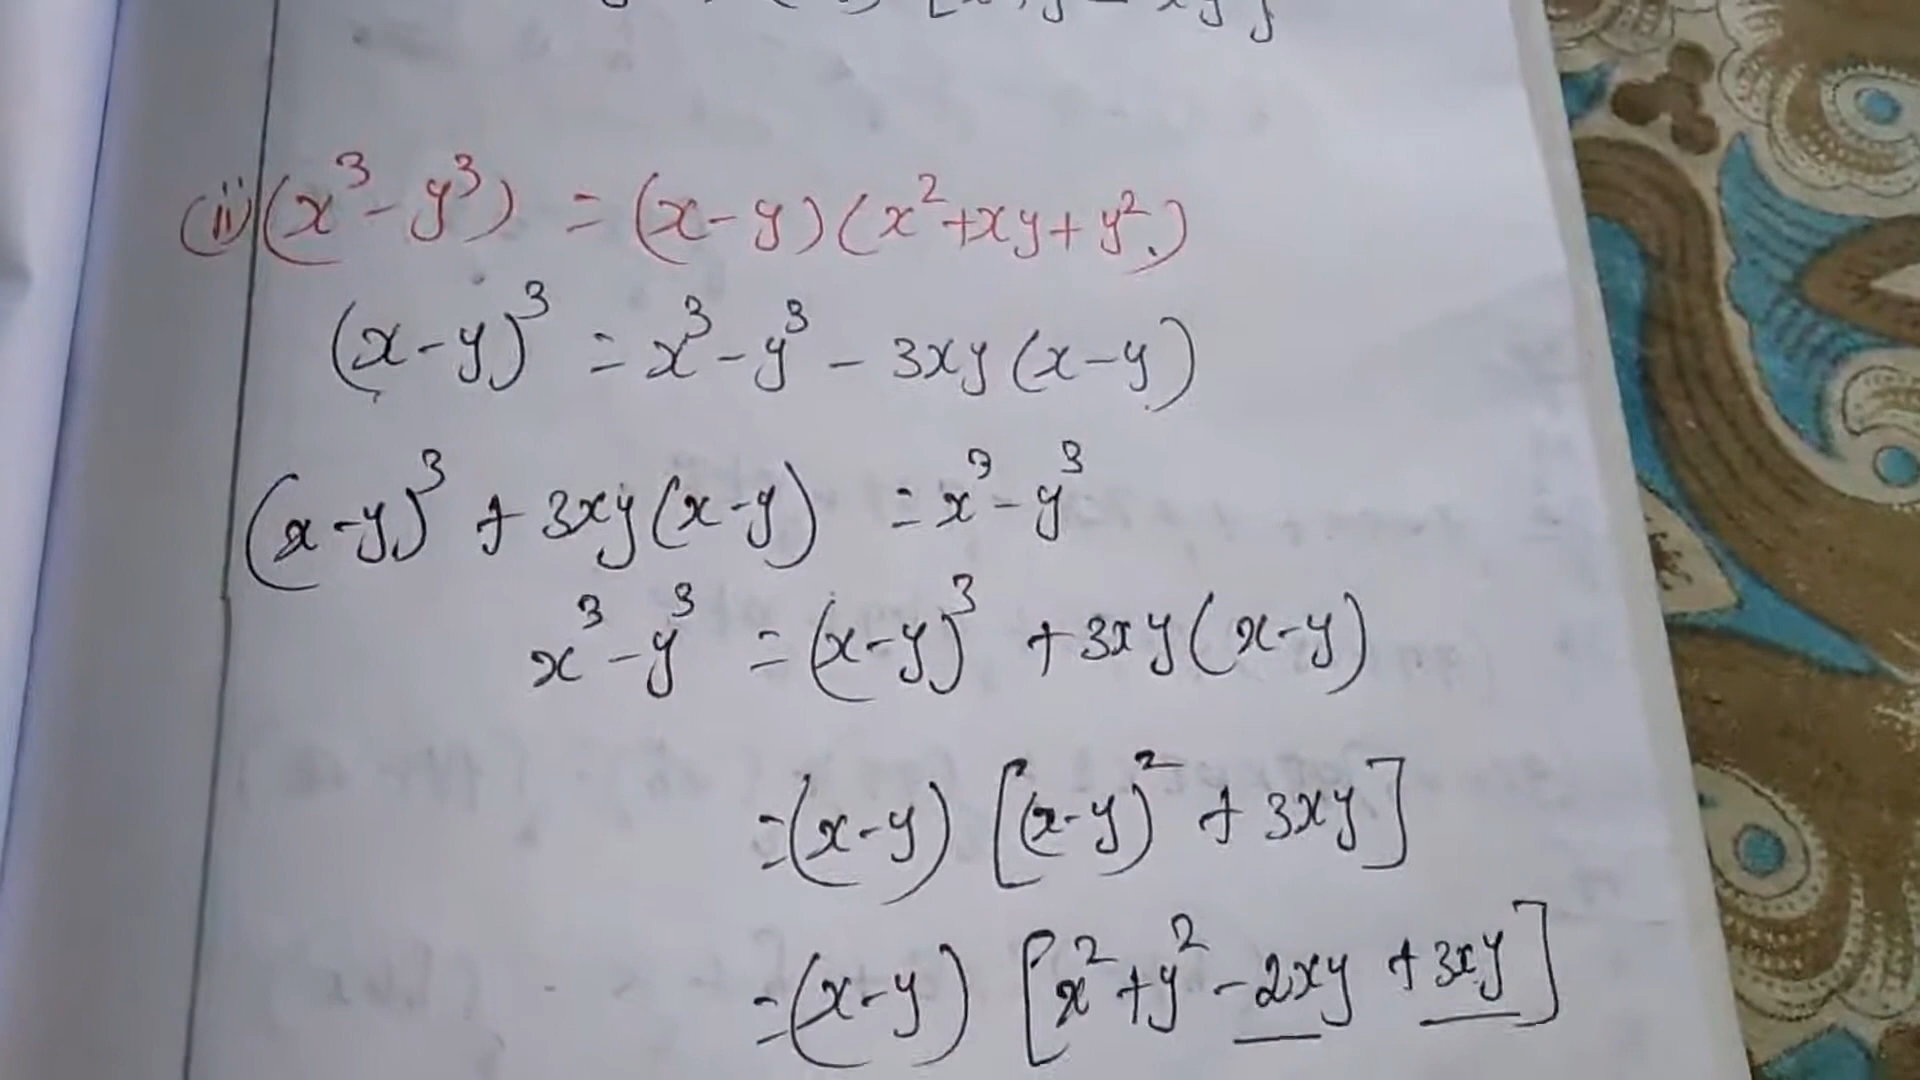 (ii) (x³ - y³) = (x - y) (x² + xy + y².)
(x - y)³ = x³ - y³ - 3xy (x - y)
(x - y)³ + 3xy (x - y) = x³ - y³
x³ - y³ = (x - y)³ + 3xy (x - y)
= (x - y) [(x - y)² + 3xy]
= (x - y) [x² + y² - 2xy + 3xy]